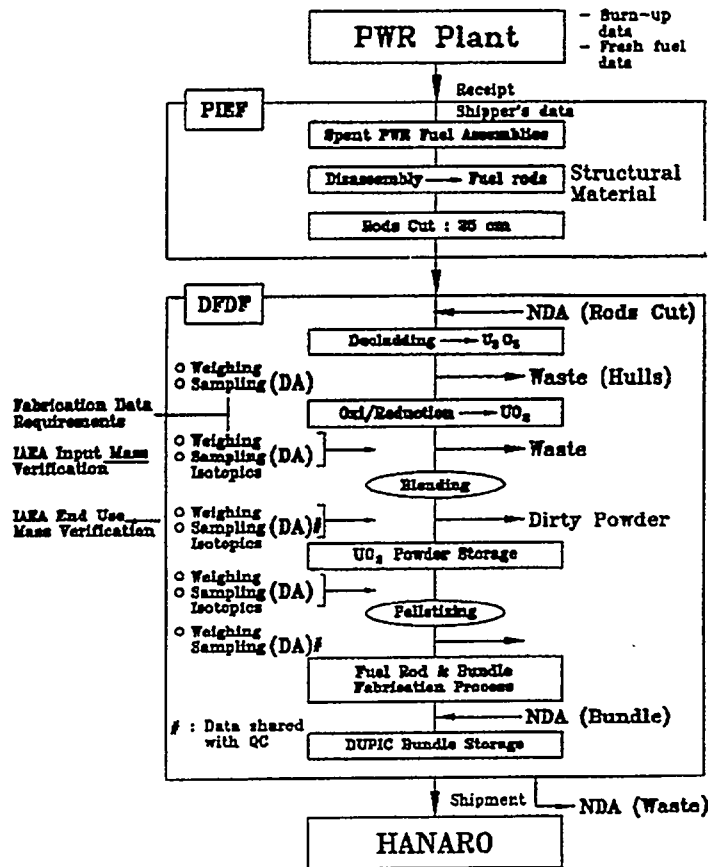 PWR Plant
- Burn-up
data
- Fresh fuel
data
Receipt
Shipper's data
PIEF
Spent PWR Fuel Assemblies
Disassembly → Fuel rods
Structural
Material
Rods Cut : 25 cm
DFDF
NDA (Rods Cut)
Decladding → U₃O₈
○ Weighing
○ Sampling (DA)
Waste (Hulls)
Fabrication Data
Requirements
Oxi/Reduction → UO₂
IAEA Input Mass
Verification
○ Weighing
○ Sampling (DA)
Isotopics
Waste
Blending
IAEA End Use
Mass Verification
○ Weighing
○ Sampling (DA)#
Isotopics
Dirty Powder
UO₂ Powder Storage
○ Weighing
○ Sampling (DA)
Isotopics
Pelletizing
○ Weighing
Sampling (DA)#
Fuel Rod & Bundle
Fabrication Process
NDA (Bundle)
# : Data shared
with QC
DUPIC Bundle Storage
Shipment
NDA (Waste)
HANARO